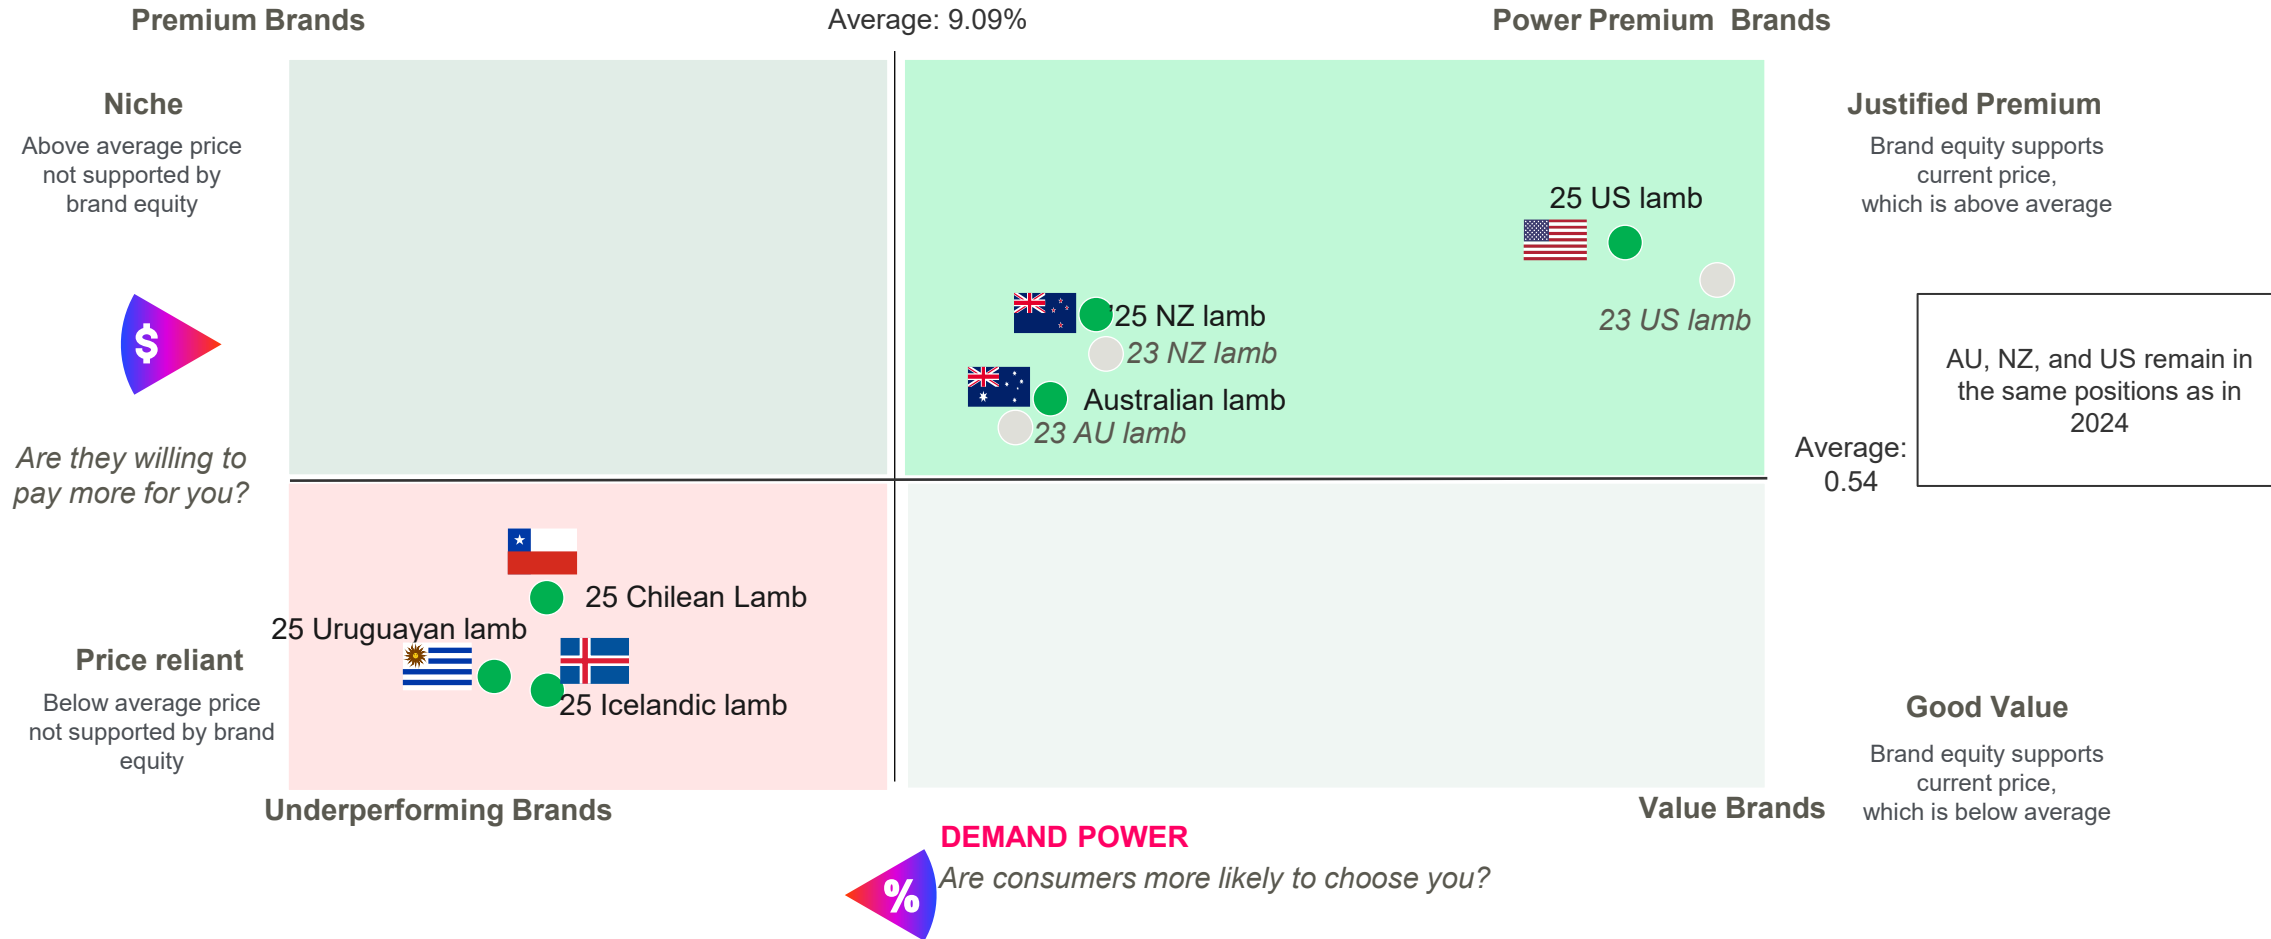 Premium Brands
Average: 9.09%
Power Premium  Brands
Niche
Above average price
not supported by
brand equity
Justified Premium
Brand equity supports
current price,
which is above average
25 US lamb
23 US lamb
'25 NZ lamb
23 NZ lamb
Australian lamb
23 AU lamb
$
Are they willing to
pay more for you?
AU, NZ, and US remain in
the same positions as in
2024
Average:
0.54
25 Chilean Lamb
25 Uruguayan lamb
25 Icelandic lamb
Price reliant
Below average price
not supported by brand
equity
Good Value
Brand equity supports
current price,
which is below average
Underperforming Brands
Value Brands
DEMAND POWER
Are consumers more likely to choose you?
%